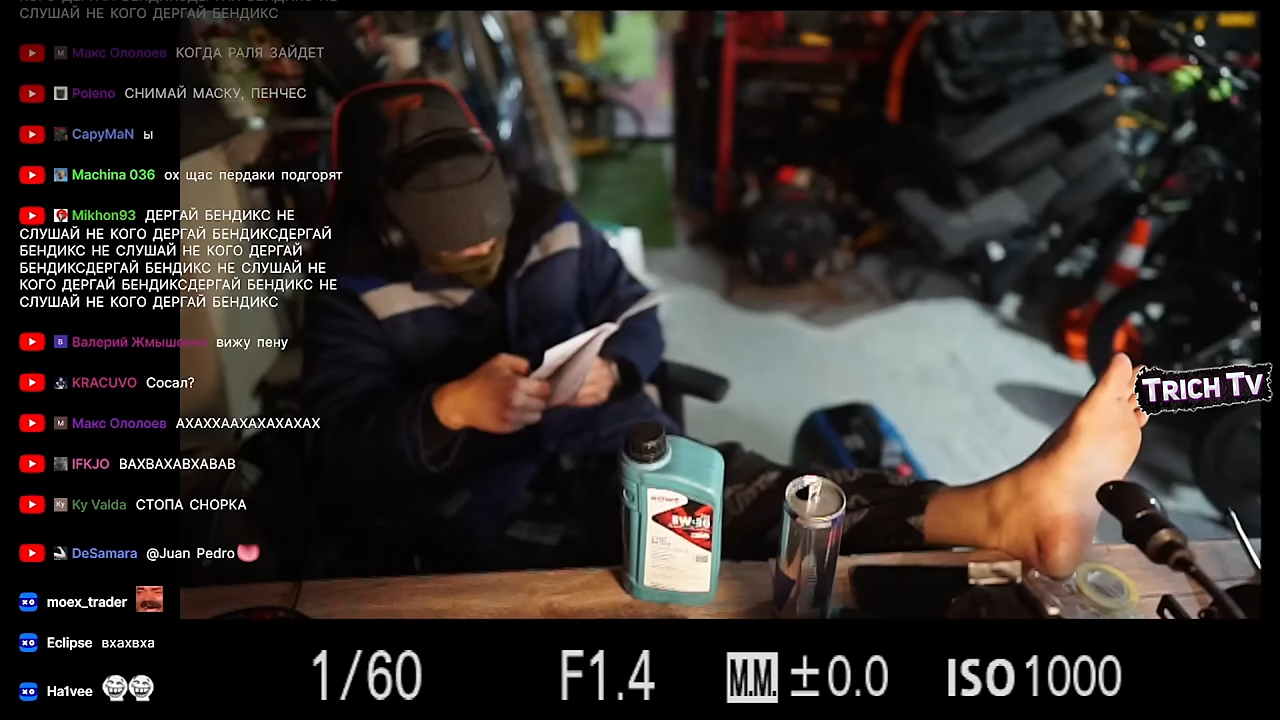 СЛУШАЙ НЕ КОГО ДЕРГАЙ БЕНДИКС
Макс Ололоев КОГДА РАЛЯ ЗАЙДЕТ
Poleno СНИМАЙ МАСКУ, ПЕНЧЕС
CapyMaN ы
Machina 036 ох щас пердаки подгорят
Mikhon93 ДЕРГАЙ БЕНДИКС НЕ
СЛУШАЙ НЕ КОГО ДЕРГАЙ БЕНДИКСДЕРГАЙ
БЕНДИКС НЕ СЛУШАЙ НЕ КОГО ДЕРГАЙ
БЕНДИКСДЕРГАЙ БЕНДИКС НЕ СЛУШАЙ НЕ
КОГО ДЕРГАЙ БЕНДИКСДЕРГАЙ БЕНДИКС НЕ
СЛУШАЙ НЕ КОГО ДЕРГАЙ БЕНДИКС
Валерий Жмышенко вижу пену
KRACUVO Сосал?
Макс Ололоев АХАХХААХАХАХАХАХ
IFKJO ВАХВАХАВХАВАВ
Ky Valda СТОПА СНОРКА
DeSamara @Juan Pedro
moex_trader
Eclipse вхахвха
Ha1vee
TRICH TV
1/60 F1.4 M.M. ±0.0 ISO 1000